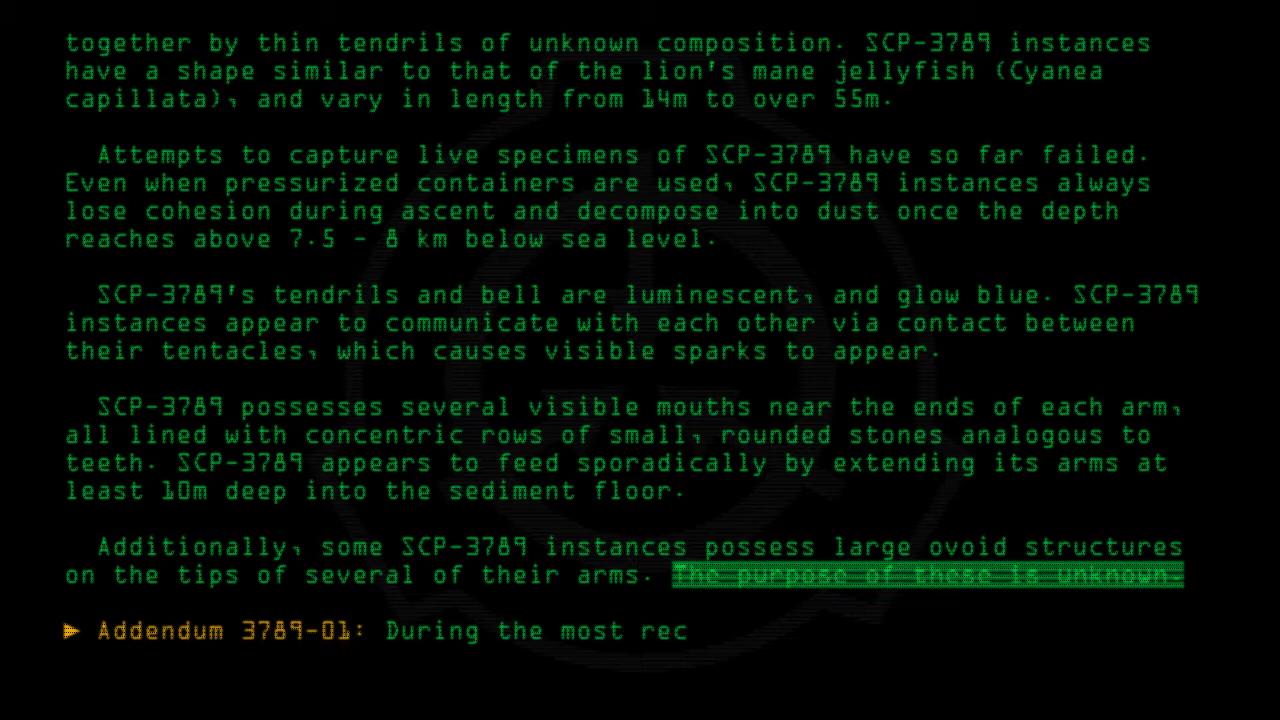 together by thin tendrils of unknown composition. SCP-3789 instances
have a shape similar to that of the lion's mane jellyfish (Cyanea
capillata), and vary in length from 14m to over 55m.
Attempts to capture live specimens of SCP-3789 have so far failed.
Even when pressurized containers are used, SCP-3789 instances always
lose cohesion during ascent and decompose into dust once the depth
reaches above 7.5 - 8 km below sea level.
SCP-3789's tendrils and bell are luminescent, and glow blue. SCP-3789
instances appear to communicate with each other via contact between
their tentacles, which causes visible sparks to appear.
SCP-3789 possesses several visible mouths near the ends of each arm,
all lined with concentric rows of small, rounded stones analogous to
teeth. SCP-3789 appears to feed sporadically by extending its arms at
least 10m deep into the sediment floor.
Additionally, some SCP-3789 instances possess large ovoid structures
on the tips of several of their arms. The purpose of these is unknown.
► Addendum 3789-01: During the most rec